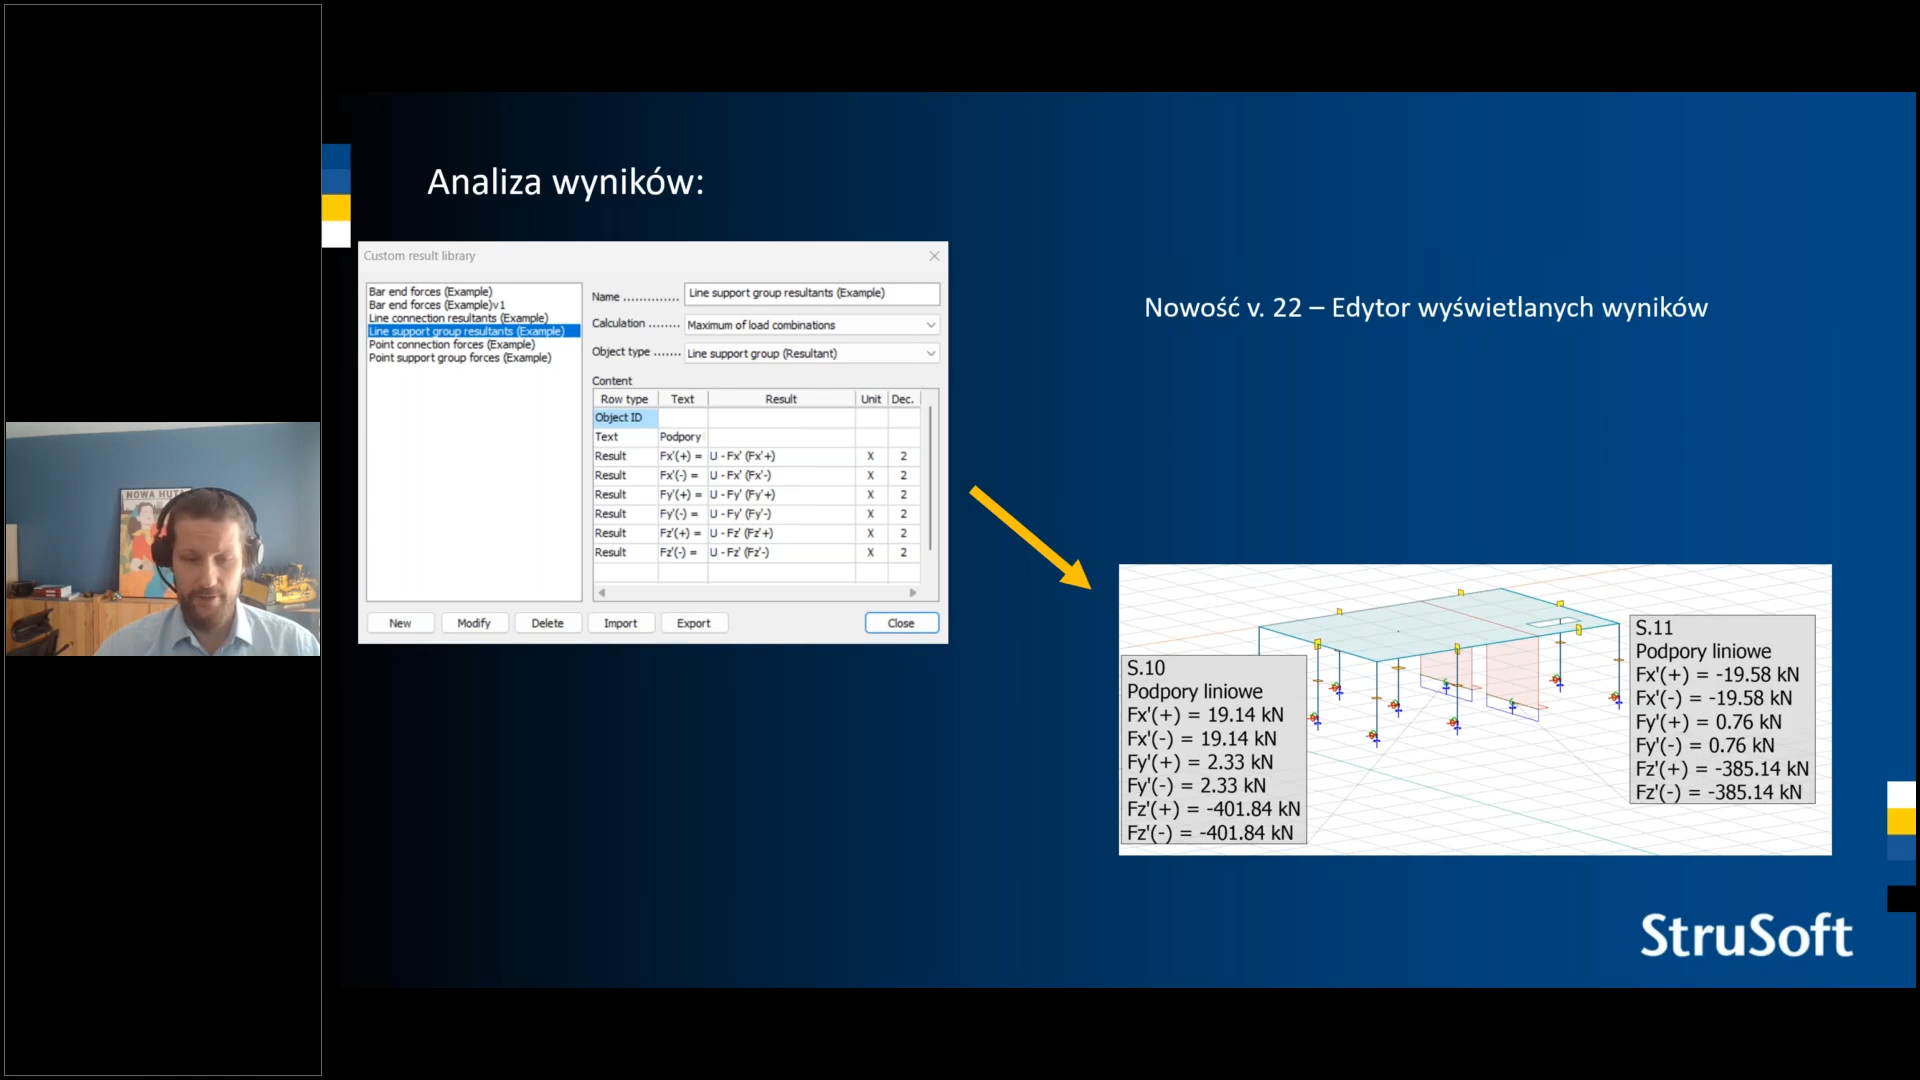 Analiza wyników:
Nowość v. 22 – Edytor wyświetlanych wyników
Custom result library
Bar end forces (Example)
Bar end forces (Example)v1
Line connection resultants (Example)
Line support group resultants (Example)
Point connection forces (Example)
Point support group forces (Example)
Name ............. Line support group resultants (Example)
Calculation ........ Maximum of load combinations
Object type ....... Line support group (Resultant)
Content
Row type Text Result Unit Dec.
Object ID
Text Podpory
Result Fx'(+) = U - Fx' (Fx'+) X 2
Result Fx'(-) = U - Fx' (Fx'-) X 2
Result Fy'(+) = U - Fy' (Fy'+) X 2
Result Fy'(-) = U - Fy' (Fy'-) X 2
Result Fz'(+) = U - Fz' (Fz'+) X 2
Result Fz'(-) = U - Fz' (Fz'-) X 2
New Modify Delete Import Export Close
NOWA HUTA
S.10
Podpory liniowe
Fx'(+) = 19.14 kN
Fx'(-) = 19.14 kN
Fy'(+) = 2.33 kN
Fy'(-) = 2.33 kN
Fz'(+) = -401.84 kN
Fz'(-) = -401.84 kN
S.11
Podpory liniowe
Fx'(+) = -19.58 kN
Fx'(-) = -19.58 kN
Fy'(+) = 0.76 kN
Fy'(-) = 0.76 kN
Fz'(+) = -385.14 kN
Fz'(-) = -385.14 kN
StruSoft